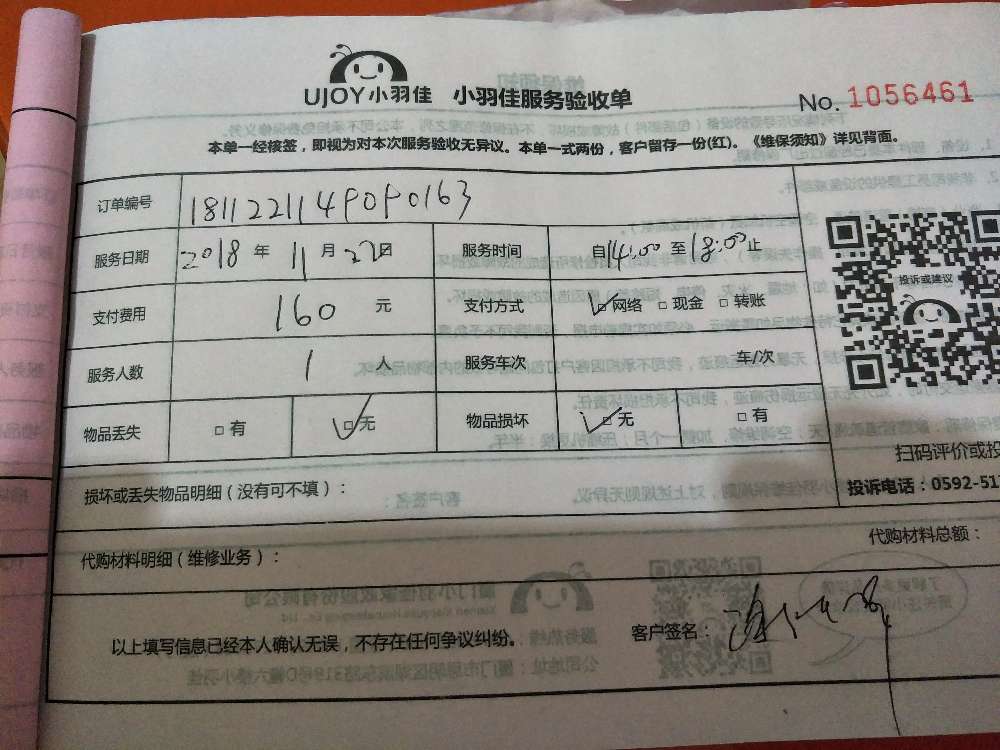 UJOY小羽佳 小羽佳服务验收单
No. 1056461
本单一经核签，即视为对本次服务验收无异议。本单一式两份，客户留存一份(红)。《维保须知》详见背面。
订单编号 181122114P0P0163
服务日期 2018 年 11 月 22 日 服务时间 自14:00 至 18:00止
投诉或建议
支付费用 160 元 支付方式 ☑网络 □现金 □转账
服务人数 1 人 服务车次 车/次
物品丢失 □有 ☑无 物品损坏 ☑无 □有
扫码评价或投
损坏或丢失物品明细（没有可不填）：
投诉电话：0592-51
代购材料明细（维修业务）：
代购材料总额：
以上填写信息已经本人确认无误，不存在任何争议纠纷。 客户签名：